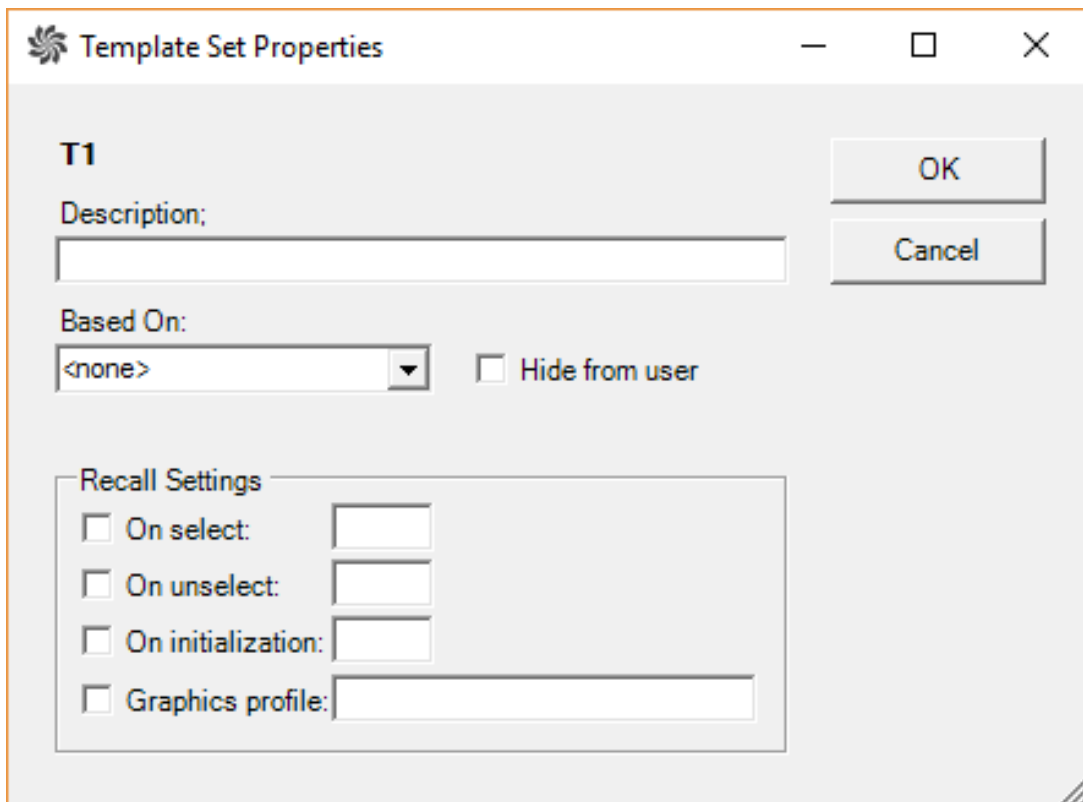 Template Set Properties
T1
OK
Description;
Cancel
Based On:
<none>
Hide from user
Recall Settings
On select:
On unselect:
On initialization:
Graphics profile: